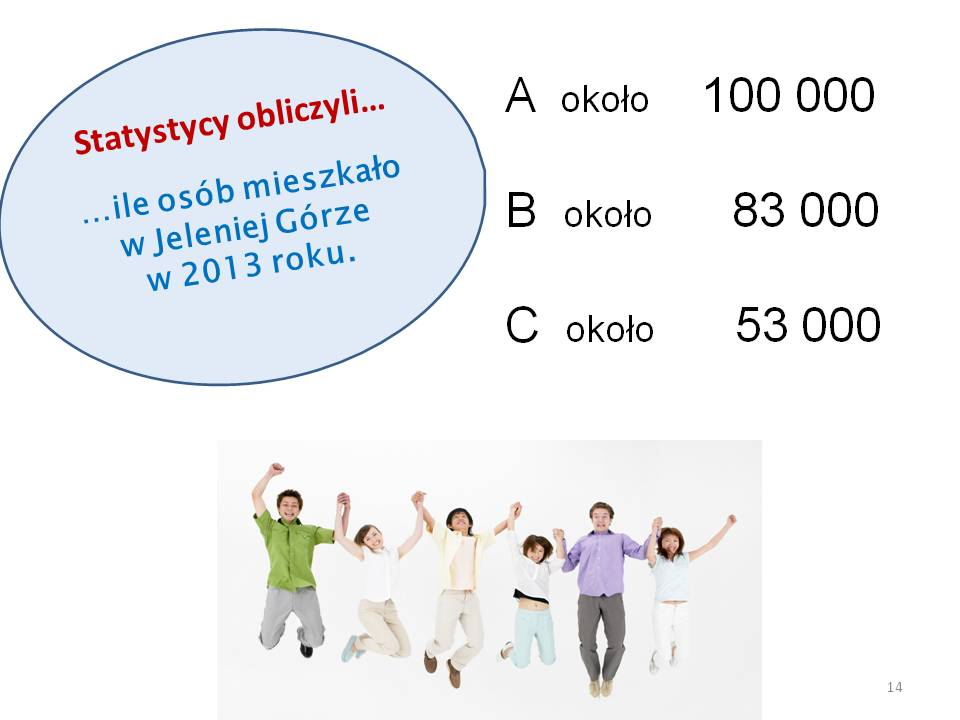 Statystycy obliczyli...
...ile osób mieszkało
w Jeleniej Górze
w 2013 roku.
A około 100 000
B około 83 000
C około 53 000
14